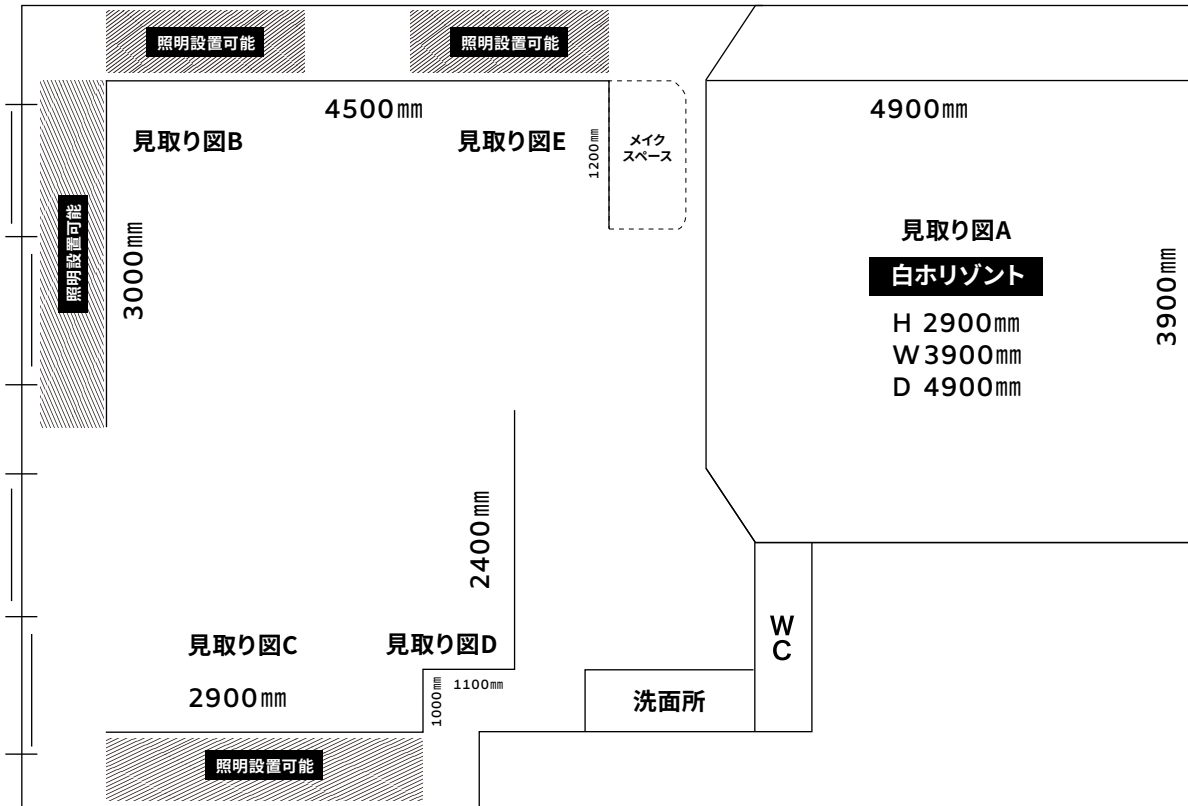 照明設置可能
照明設置可能
4500㎜
4900㎜
見取り図B
見取り図E
1200㎜
メイク
スペース
照明設置可能
3000㎜
見取り図A
白ホリゾント
H 2900㎜
W3900㎜
D 4900㎜
3900㎜
2400㎜
見取り図C
見取り図D
2900㎜
1000㎜
1100㎜
洗面所
WC
照明設置可能